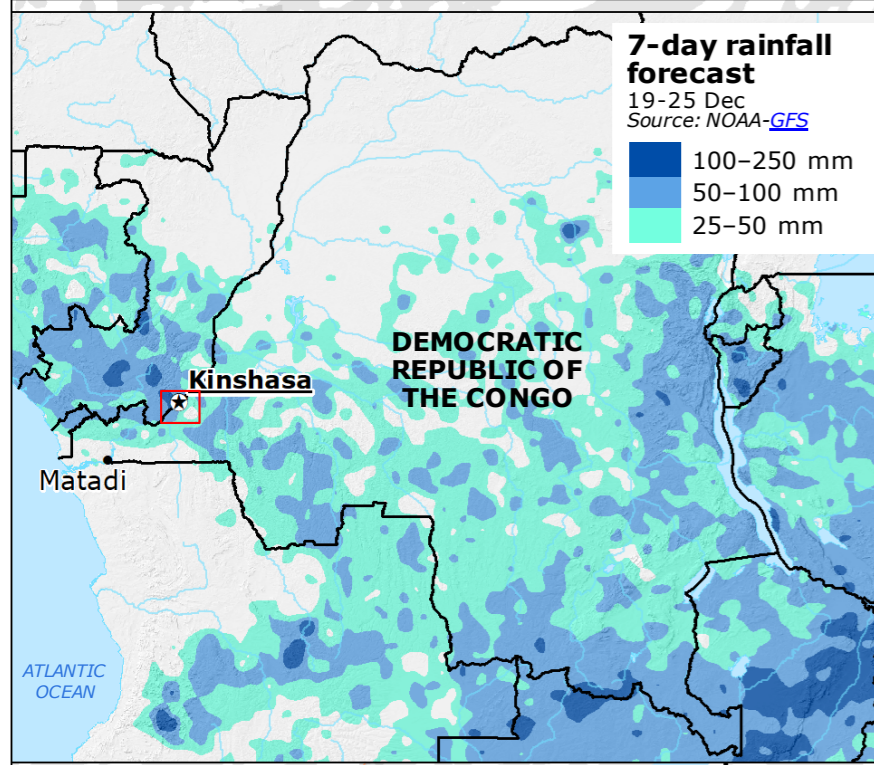 7-day rainfall
forecast
19-25 Dec
Source: NOAA-GFS
100–250 mm
50–100 mm
25–50 mm
DEMOCRATIC
REPUBLIC OF
THE CONGO
Kinshasa
Matadi
ATLANTIC
OCEAN